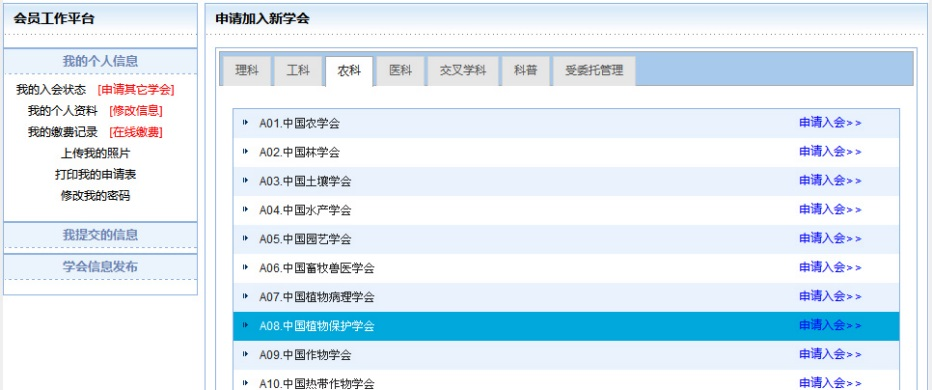 会员工作平台
我的个人信息
我的入会状态 [申请其它学会]
我的个人资料 [修改信息]
我的缴费记录 [在线缴费]
上传我的照片
打印我的申请表
修改我的密码
我提交的信息
学会信息发布
申请加入新学会
理科 工科 农科 医科 交叉学科 科普 受委托管理
A01.中国农学会 申请入会>>
A02.中国林学会 申请入会>>
A03.中国土壤学会 申请入会>>
A04.中国水产学会 申请入会>>
A05.中国园艺学会 申请入会>>
A06.中国畜牧兽医学会 申请入会>>
A07.中国植物病理学会 申请入会>>
A08.中国植物保护学会 申请入会>>
A09.中国作物学会 申请入会>>
A10.中国热带作物学会 申请入会>>